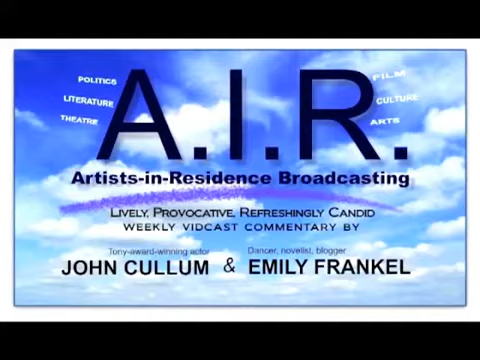 POLITICS
LITERATURE
THEATRE
A.I.R.
FILM
CULTURE
ARTS
Artists-in-Residence Broadcasting
LIVELY, PROVOCATIVE, REFRESHINGLY CANDID
WEEKLY VIDCAST COMMENTARY BY
Tony-award-winning actor Dancer, novelist, blogger
JOHN CULLUM & EMILY FRANKEL